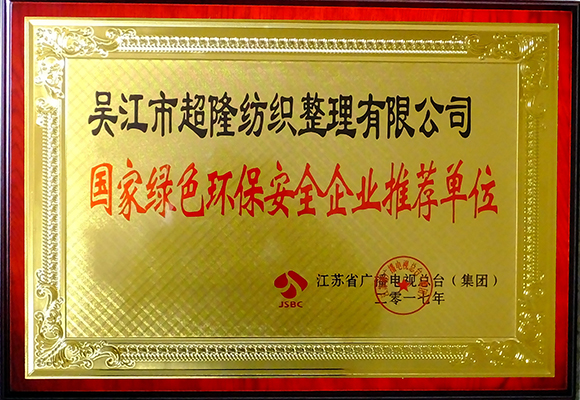 吴江市超隆纺织整理有限公司
国家绿色环保安全企业推荐单位
JSBC
江苏省广播电视总台（集团）
二零一七年